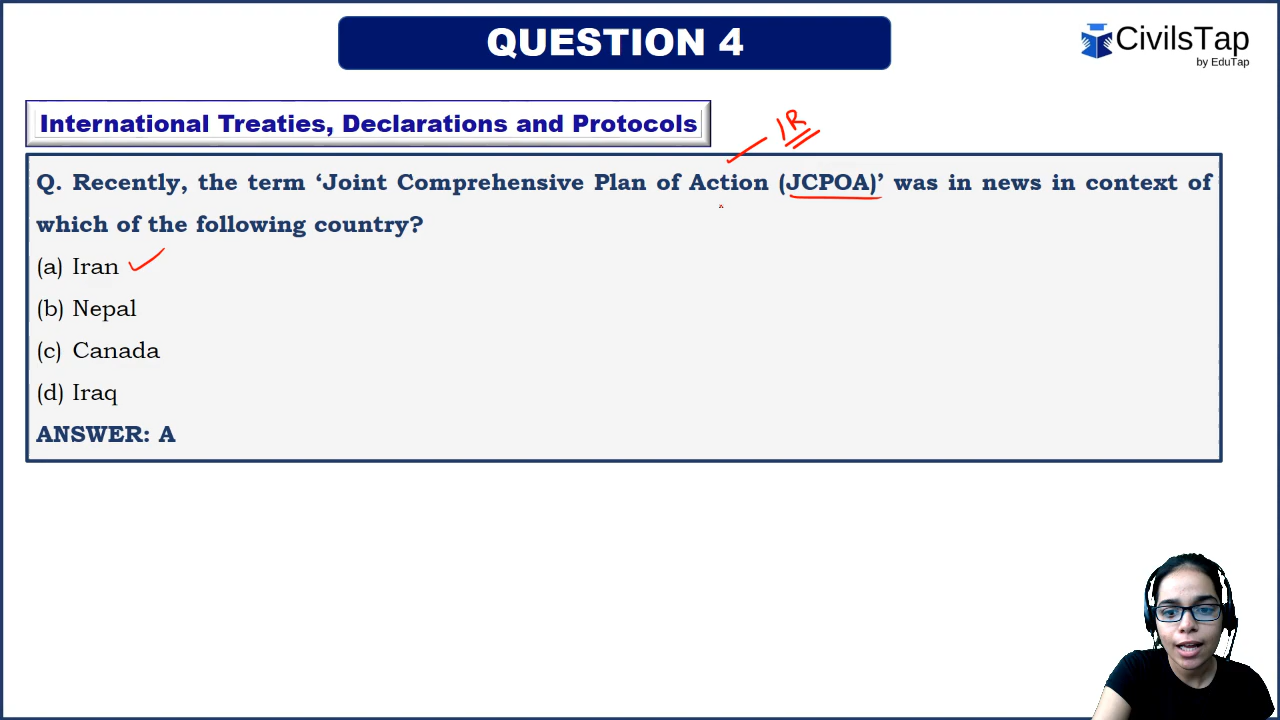 QUESTION 4
CivilsTap
by EduTap
International Treaties, Declarations and Protocols
IR
Q. Recently, the term ‘Joint Comprehensive Plan of Action (JCPOA)’ was in news in context of
which of the following country?
(a) Iran
(b) Nepal
(c) Canada
(d) Iraq
ANSWER: A